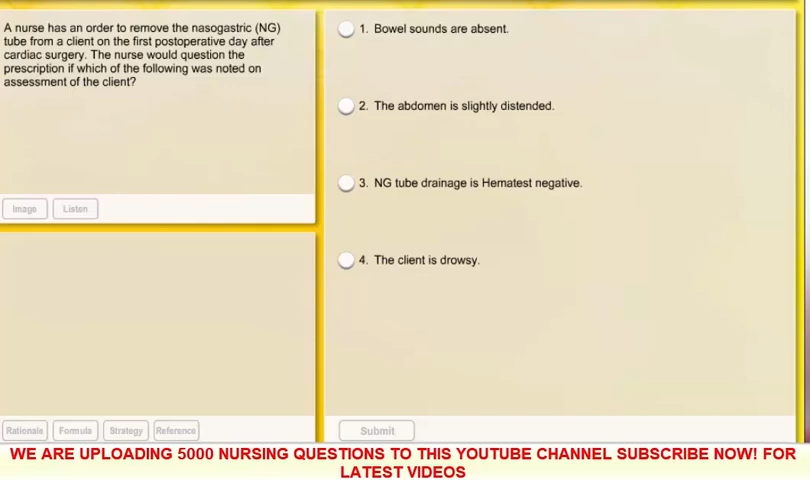 A nurse has an order to remove the nasogastric (NG)
tube from a client on the first postoperative day after
cardiac surgery. The nurse would question the
prescription if which of the following was noted on
assessment of the client?
Image Listen
1. Bowel sounds are absent.
2. The abdomen is slightly distended.
3. NG tube drainage is Hematest negative.
4. The client is drowsy.
Rationale Formula Strategy Reference
Submit
WE ARE UPLOADING 5000 NURSING QUESTIONS TO THIS YOUTUBE CHANNEL SUBSCRIBE NOW! FOR
LATEST VIDEOS